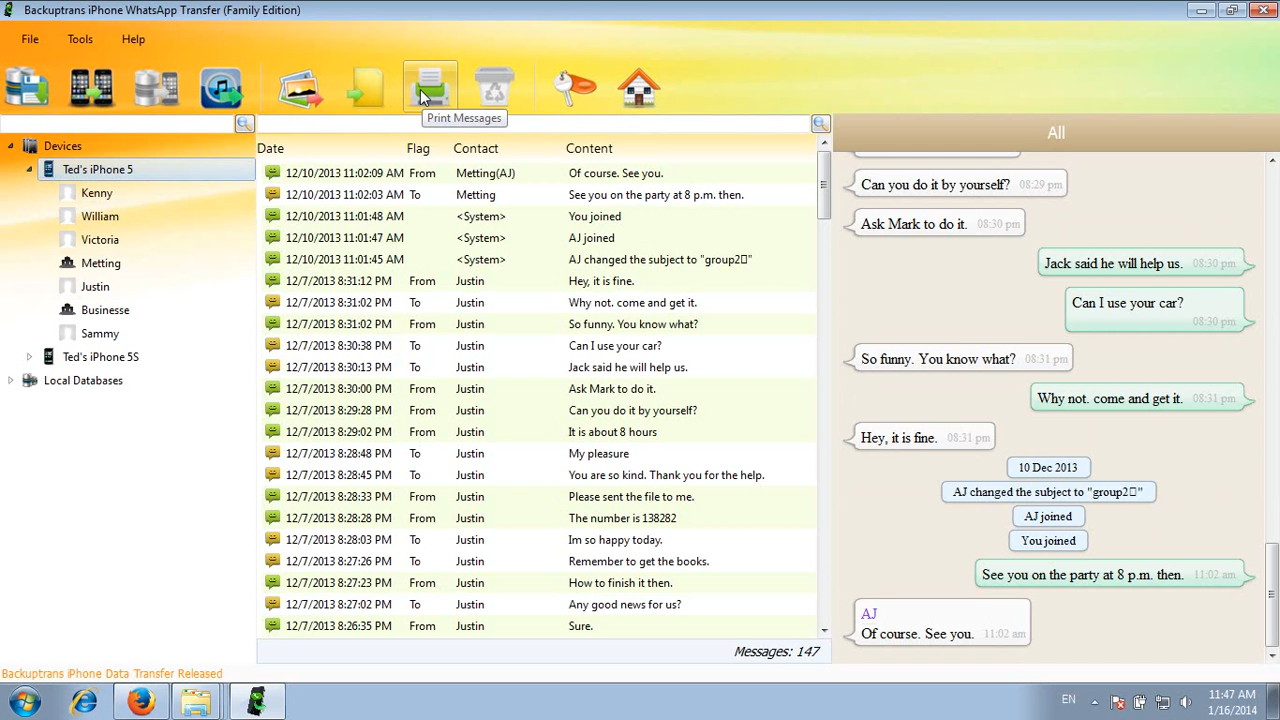 Backuptrans iPhone WhatsApp Transfer (Family Edition)
File Tools Help
Print Messages
Devices
Ted's iPhone 5
Kenny
William
Victoria
Metting
Justin
Businesse
Sammy
Ted's iPhone 5S
Local Databases
Date Flag Contact Content
12/10/2013 11:02:09 AM From Metting(AJ) Of course. See you.
12/10/2013 11:02:03 AM To Metting See you on the party at 8 p.m. then.
12/10/2013 11:01:48 AM <System> You joined
12/10/2013 11:01:47 AM <System> AJ joined
12/10/2013 11:01:45 AM <System> AJ changed the subject to "group2▯"
12/7/2013 8:31:12 PM From Justin Hey, it is fine.
12/7/2013 8:31:02 PM To Justin Why not. come and get it.
12/7/2013 8:31:02 PM From Justin So funny. You know what?
12/7/2013 8:30:38 PM To Justin Can I use your car?
12/7/2013 8:30:13 PM To Justin Jack said he will help us.
12/7/2013 8:30:00 PM From Justin Ask Mark to do it.
12/7/2013 8:29:28 PM From Justin Can you do it by yourself?
12/7/2013 8:29:02 PM From Justin It is about 8 hours
12/7/2013 8:28:48 PM To Justin My pleasure
12/7/2013 8:28:45 PM To Justin You are so kind. Thank you for the help.
12/7/2013 8:28:33 PM From Justin Please sent the file to me.
12/7/2013 8:28:28 PM From Justin The number is 138282
12/7/2013 8:28:03 PM To Justin Im so happy today.
12/7/2013 8:27:26 PM To Justin Remember to get the books.
12/7/2013 8:27:23 PM From Justin How to finish it then.
12/7/2013 8:27:02 PM To Justin Any good news for us?
12/7/2013 8:26:35 PM From Justin Sure.
Messages: 147
All
Can you do it by yourself? 08:29 pm
Ask Mark to do it. 08:30 pm
Jack said he will help us. 08:30 pm
Can I use your car?
08:30 pm
So funny. You know what? 08:31 pm
Why not. come and get it. 08:31 pm
Hey, it is fine. 08:31 pm
10 Dec 2013
AJ changed the subject to "group2▯"
AJ joined
You joined
See you on the party at 8 p.m. then. 11:02 am
AJ
Of course. See you. 11:02 am
Backuptrans iPhone Data Transfer Released
EN
11:47 AM
1/16/2014